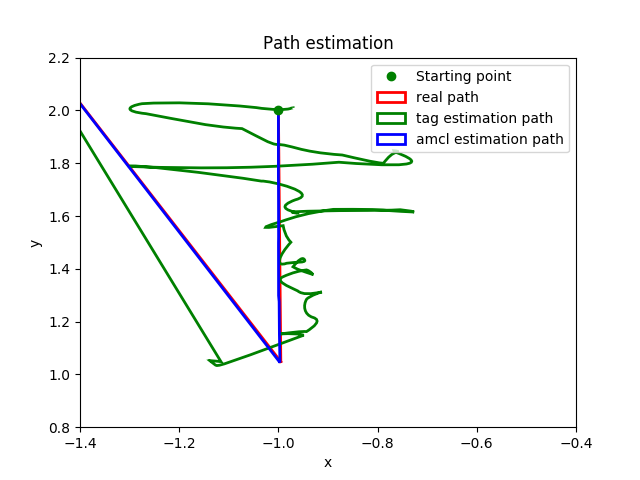 Path estimation
Starting point
real path
tag estimation path
amcl estimation path
2.2
2.0
1.8
1.6
1.4
1.2
1.0
0.8
y
−1.4 −1.2 −1.0 −0.8 −0.6 −0.4
x